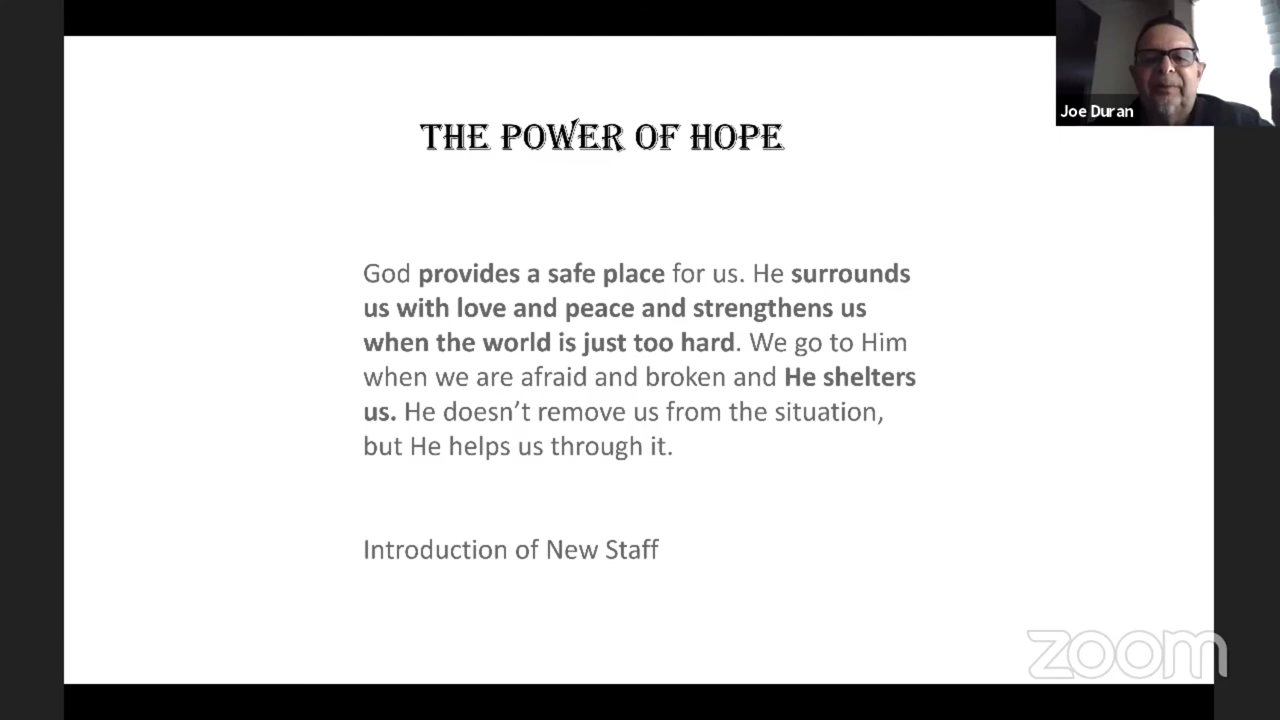 Joe Duran
THE POWER OF HOPE
God provides a safe place for us. He surrounds
us with love and peace and strengthens us
when the world is just too hard. We go to Him
when we are afraid and broken and He shelters
us. He doesn’t remove us from the situation,
but He helps us through it.
Introduction of New Staff
zoom